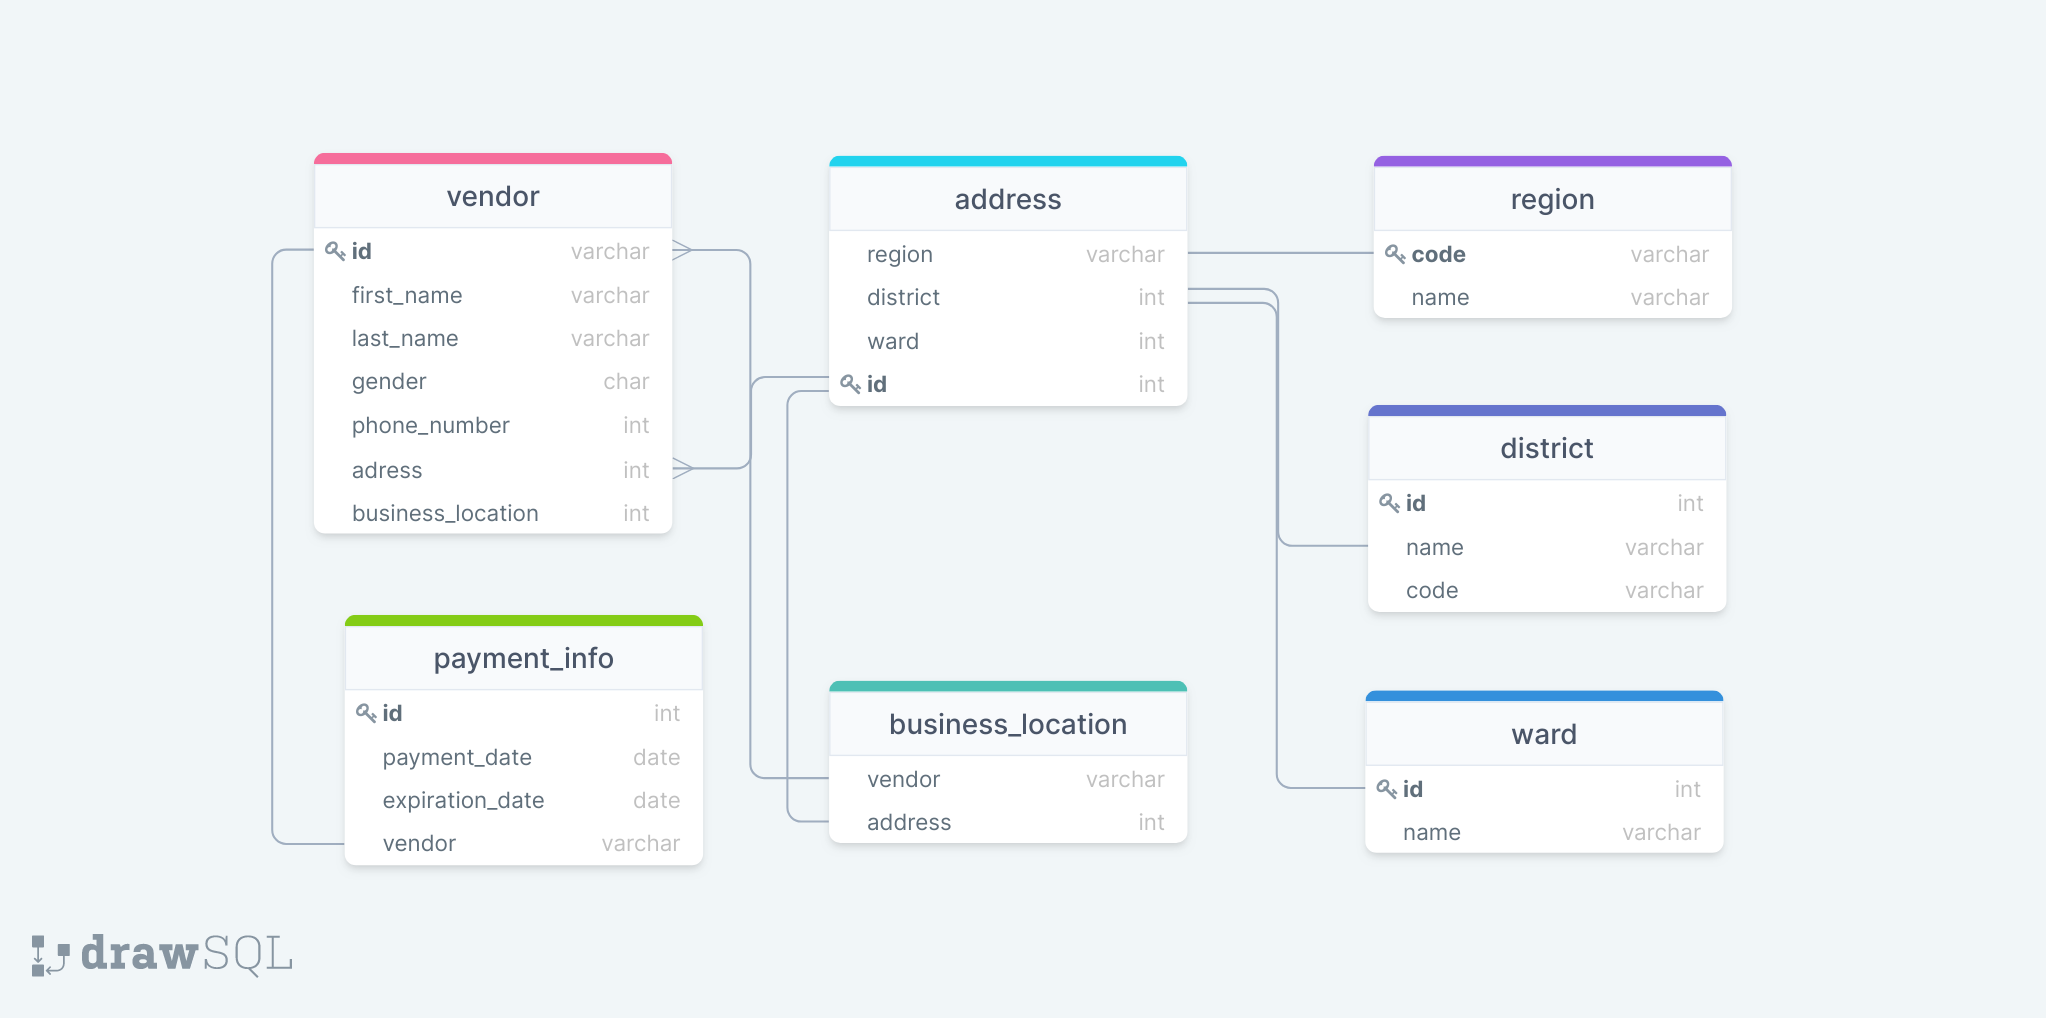 vendor
id varchar
first_name varchar
last_name varchar
gender char
phone_number int
adress int
business_location int
address
region varchar
district int
ward int
id int
region
code varchar
name varchar
district
id int
name varchar
code varchar
payment_info
id int
payment_date date
expiration_date date
vendor varchar
business_location
vendor varchar
address int
ward
id int
name varchar
drawSQL